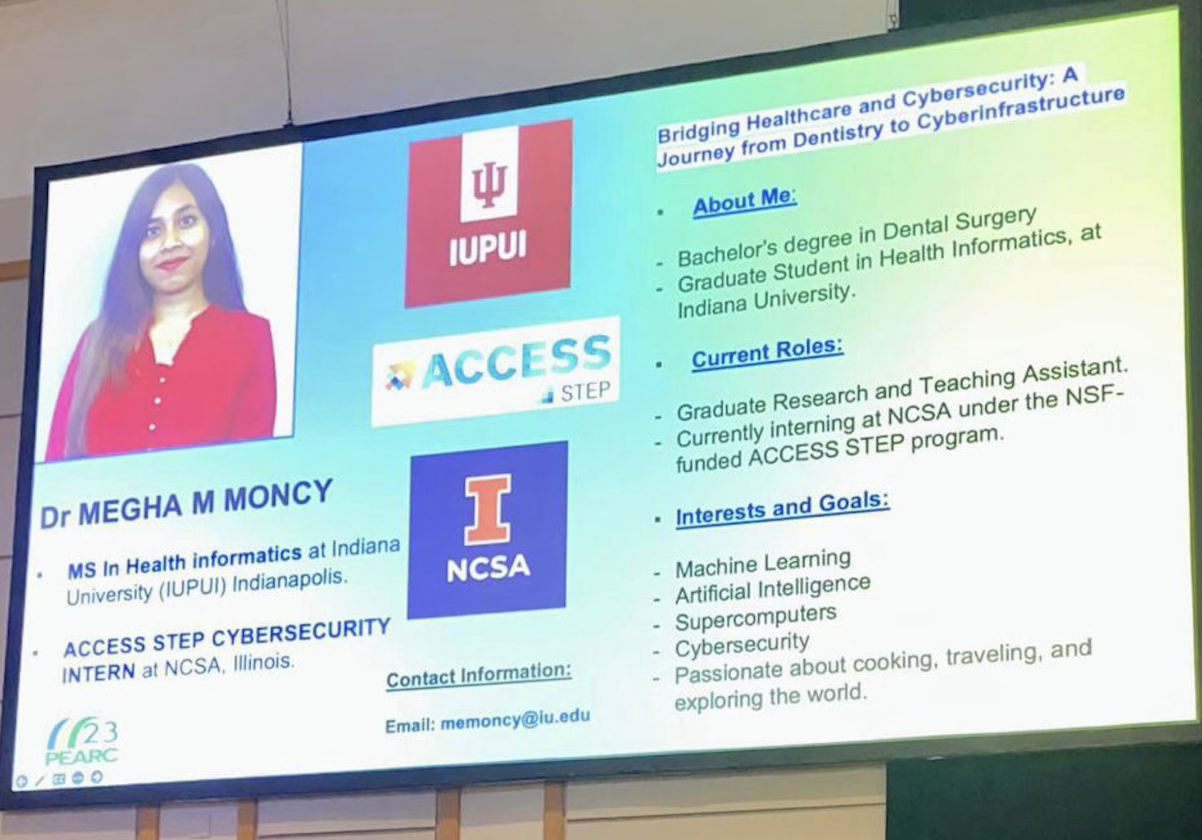 IUPUI
ACCESS
STEP
NCSA
Dr MEGHA M MONCY
MS In Health informatics at Indiana
University (IUPUI) Indianapolis.
ACCESS STEP CYBERSECURITY
INTERN at NCSA, Illinois.
23
PEARC
Contact Information:
Email: memoncy@iu.edu
Bridging Healthcare and Cybersecurity: A
Journey from Dentistry to Cyberinfrastructure
About Me:
- Bachelor's degree in Dental Surgery
- Graduate Student in Health Informatics, at
Indiana University.
Current Roles:
- Graduate Research and Teaching Assistant.
- Currently interning at NCSA under the NSF-
funded ACCESS STEP program.
Interests and Goals:
- Machine Learning
- Artificial Intelligence
- Supercomputers
- Cybersecurity
- Passionate about cooking, traveling, and
exploring the world.